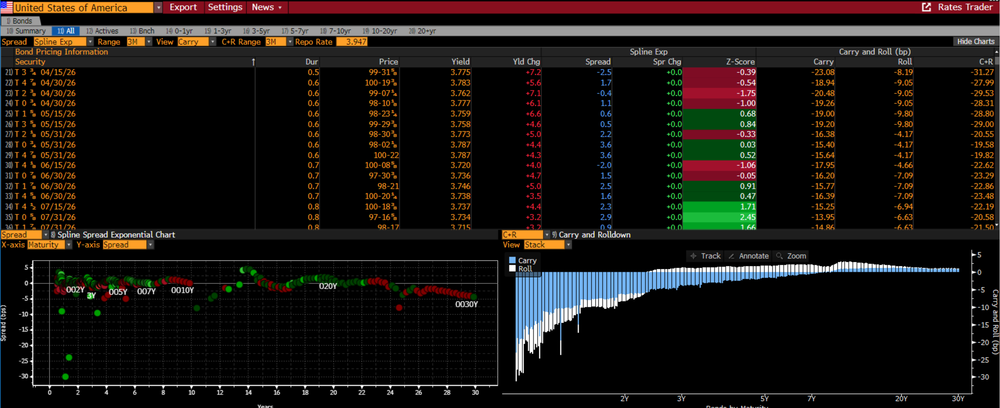 United States of America Export Settings News Rates Trader
1) Bonds
10) Summary 11) All 12) Actives 13) Bnch 14) 0-1yr 15) 1-3yr 16) 3-5yr 17) 5-7yr 18) 7-10yr 19) 10-20yr 20) 20+yr
Spread Spline Exp Range 3M View Carry C+R Range 3M Repo Rate 3.947 Hide Charts
Bond Pricing Information Spline Exp Carry and Roll (bp)
Security ↑ Dur Price Yield Yld Chg Spread Spr Chg Z-Score Carry Roll C+R
21) T 3 ¾ 04/15/26 0.5 99-31⅝ 3.775 +7.2 -2.5 +0.0 -0.39 -23.08 -8.19 -31.27
22) T 4 ⅞ 04/30/26 0.6 100-19⅜ 3.783 +5.6 1.7 +0.0 -0.54 -18.94 -9.05 -27.99
23) T 2 ⅜ 04/30/26 0.6 99-07¼ 3.762 +7.1 -0.4 +0.0 -1.75 -20.48 -9.05 -29.53
24) T 0 ¾ 04/30/26 0.6 98-10⅛ 3.777 +6.1 1.1 +0.0 -1.00 -19.26 -9.05 -28.31
25) T 1 ⅝ 05/15/26 0.6 98-23¼ 3.759 +6.6 0.6 +0.0 0.68 -19.00 -9.80 -28.80
26) T 3 ⅝ 05/15/26 0.6 99-29⅜ 3.758 +4.6 0.5 +0.0 0.84 -19.20 -9.80 -29.00
27) T 2 ⅛ 05/31/26 0.6 98-30⅜ 3.773 +5.0 2.2 +0.0 -0.33 -16.38 -4.17 -20.55
28) T 0 ¾ 05/31/26 0.6 98-02⅛ 3.787 +4.4 3.6 +0.0 0.03 -15.40 -4.17 -19.58
29) T 4 ⅞ 05/31/26 0.6 100-22 3.787 +4.3 3.6 +0.0 0.52 -15.64 -4.17 -19.82
30) T 4 ⅛ 06/15/26 0.7 100-08⅝ 3.720 +4.0 -2.0 +0.0 -1.06 -17.95 -4.66 -22.62
31) T 0 ⅞ 06/30/26 0.7 97-30⅜ 3.736 +4.7 1.5 +0.0 -0.05 -16.20 -7.09 -23.29
32) T 1 ⅞ 06/30/26 0.7 98-21 3.746 +5.0 2.5 +0.0 0.91 -15.77 -7.09 -22.86
33) T 4 ⅝ 06/30/26 0.7 100-20¼ 3.738 +3.5 1.6 +0.0 0.47 -16.39 -7.09 -23.48
34) T 4 ½ 07/15/26 0.8 100-18⅜ 3.737 +4.4 2.3 +0.0 1.71 -15.25 -6.94 -22.19
35) T 0 ⅝ 07/31/26 0.8 97-16⅝ 3.734 +3.2 2.9 +0.0 2.45 -13.95 -6.63 -20.58
36) T 1 ⅞ 07/31/26 0.8 98-17 3.715 +3.2 0.9 +0.0 1.66 -14.86 -6.63 -21.50
Spread 8) Spline Spread Exponential Chart
X-axis Maturity Y-axis Spread
5
0
-5
-10
-15
-20
-25
-30
Spread (bps)
002Y 3Y 005Y 007Y 0010Y 020Y 0030Y
0 2 4 6 8 10 12 14 16 18 20 22 24 26 28 30
Years
C+R 9) Carry and Rolldown
View Stack
Track Annotate Zoom
Carry
Roll
5
0
-5
-10
-15
-20
-25
-30
Carry and Roll (bp)
2Y 3Y 5Y 7Y 20Y 30Y
Bonds by Maturity